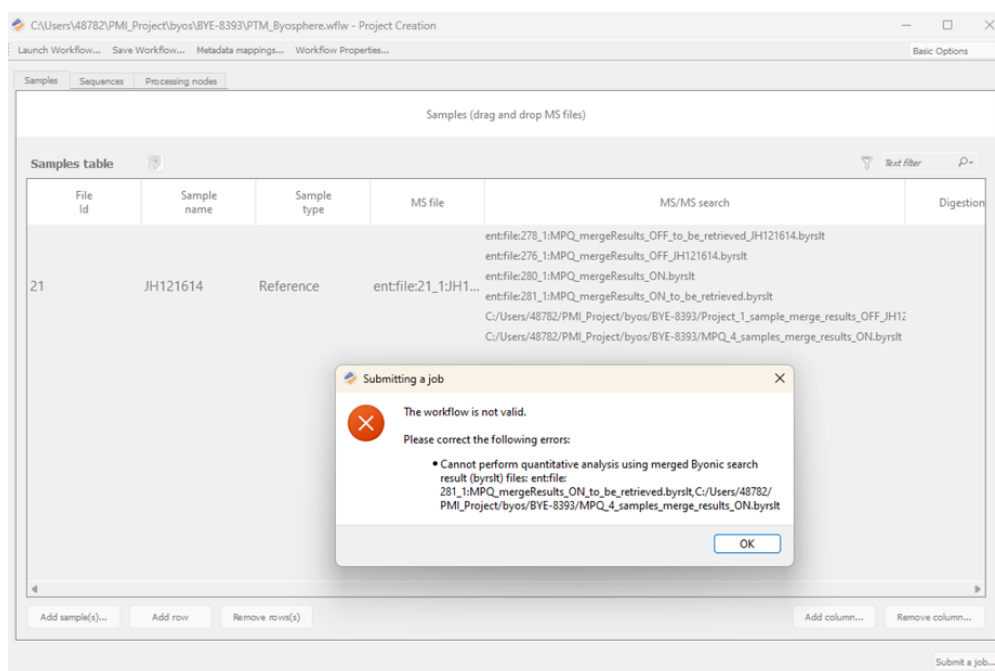 C:\Users\48782\PMI_Project\byos\BYE-8393\PTM_Byosphere.wflw - Project Creation
Launch Workflow... Save Workflow... Metadata mappings... Workflow Properties... Basic Options
Samples Sequences Processing nodes
Samples (drag and drop MS files)
Samples table Text filter
File Id Sample name Sample type MS file MS/MS search Digestion
ent:file:278_1:MPQ_mergeResults_OFF_to_be_retrieved_JH121614.byrslt
ent:file:276_1:MPQ_mergeResults_OFF_JH121614.byrslt
ent:file:280_1:MPQ_mergeResults_ON.byrslt
21 JH121614 Reference ent:file:21_1:JH1...
ent:file:281_1:MPQ_mergeResults_ON_to_be_retrieved.byrslt
C:/Users/48782/PMI_Project/byos/BYE-8393/Project_1_sample_merge_results_OFF_JH12
C:/Users/48782/PMI_Project/byos/BYE-8393/MPQ_4_samples_merge_results_ON.byrslt
Submitting a job
The workflow is not valid.
Please correct the following errors:
• Cannot perform quantitative analysis using merged Byonic search
result (byrslt) files: ent:file:
281_1:MPQ_mergeResults_ON_to_be_retrieved.byrslt,C:/Users/48782/
PMI_Project/byos/BYE-8393/MPQ_4_samples_merge_results_ON.byrslt
OK
Add sample(s)... Add row Remove rows(s) Add column... Remove column...
Submit a job...